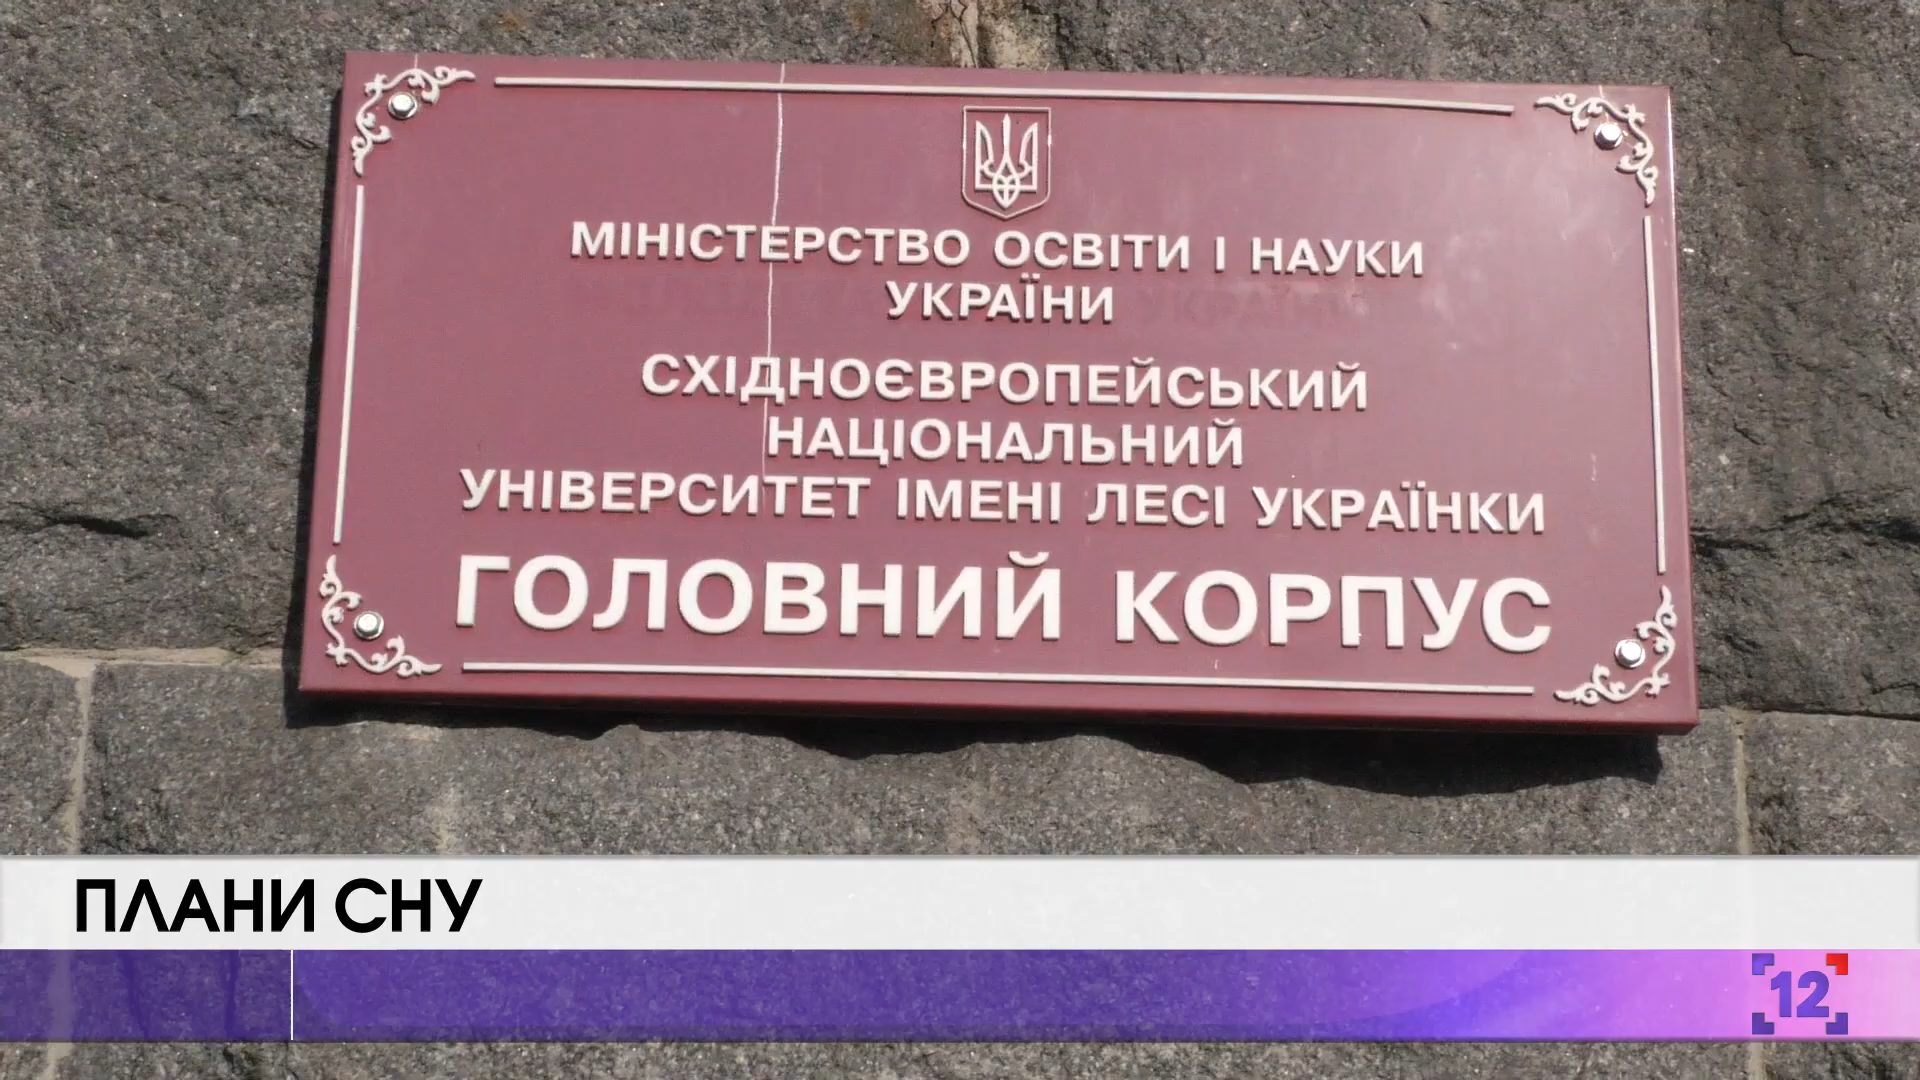 МІНІСТЕРСТВО ОСВІТИ І НАУКИ
УКРАЇНИ
СХІДНОЄВРОПЕЙСЬКИЙ
НАЦІОНАЛЬНИЙ
УНІВЕРСИТЕТ ІМЕНІ ЛЕСІ УКРАЇНКИ
ГОЛОВНИЙ КОРПУС
ПЛАНИ СНУ
12